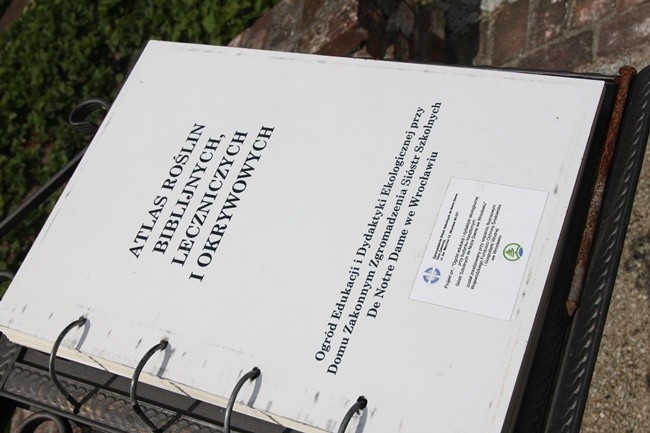 ATLAS ROŚLIN
BIBLIJNYCH,
LECZNICZYCH
I OKRYWOWYCH
Ogród Edukacji i Dydaktyki Ekologicznej przy
Domu Zakonnym Zgromadzenia Sióstr Szkolnych
De Notre Dame we Wrocławiu